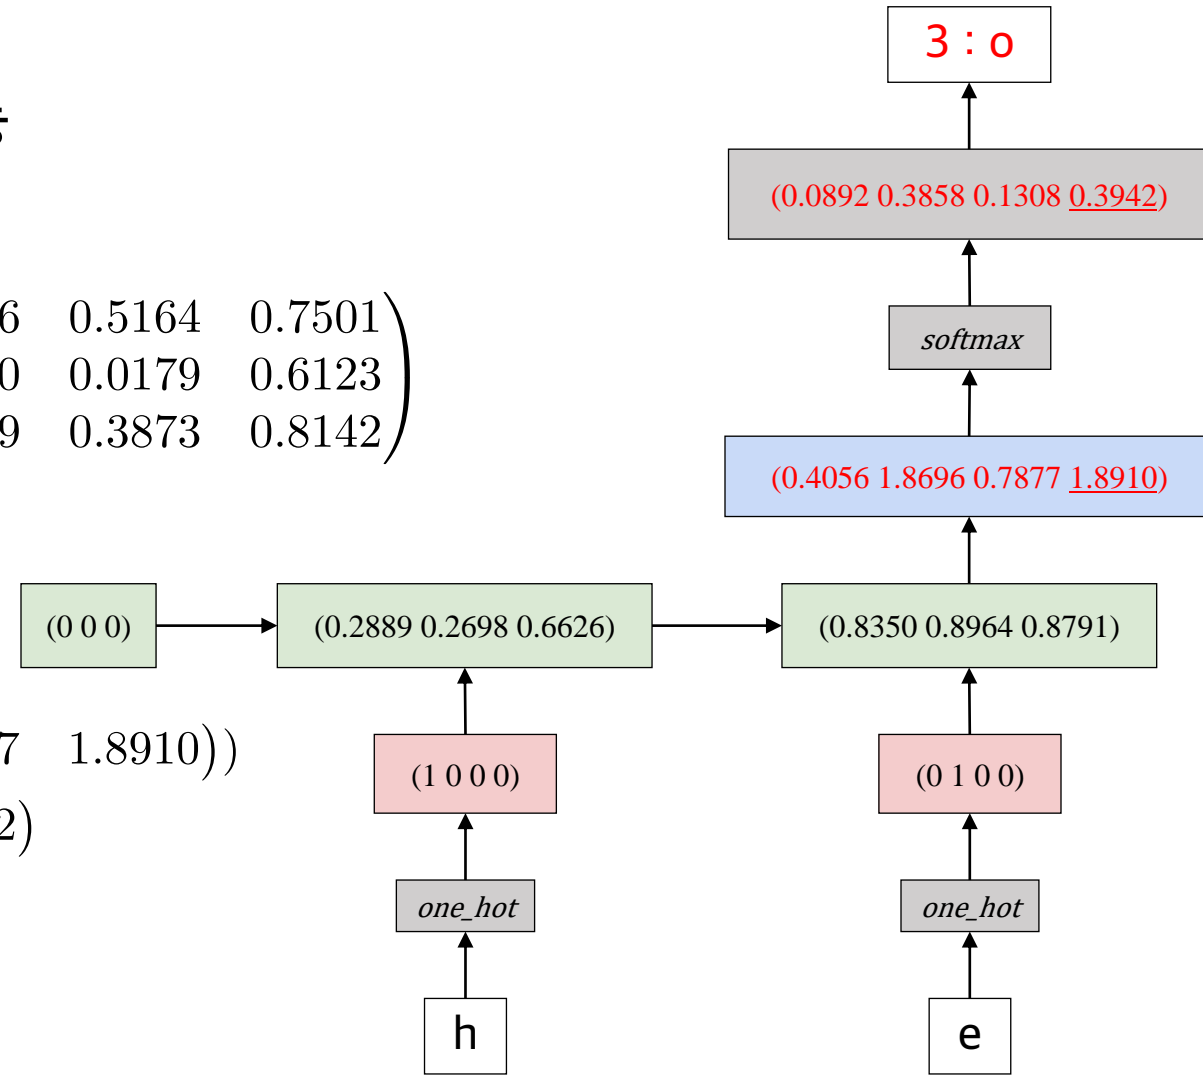 3 : o
(0.0892 0.3858 0.1308 0.3942)
6 0.5164 0.7501
0 0.0179 0.6123
9 0.3873 0.8142
softmax
(0.4056 1.8696 0.7877 1.8910)
(0 0 0)
(0.2889 0.2698 0.6626)
(0.8350 0.8964 0.8791)
7 1.8910))
2)
(1 0 0 0)
(0 1 0 0)
one_hot
one_hot
h
e